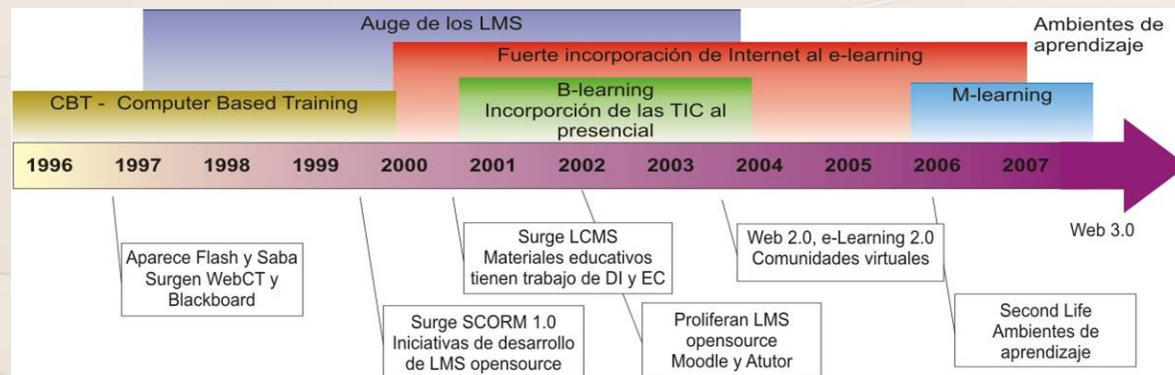 Auge de los LMS
Ambientes de
aprendizaje
Fuerte incorporación de Internet al e-learning
CBT - Computer Based Training
B-learning
Incorporción de las TIC al
presencial
M-learning
1996 1997 1998 1999 2000 2001 2002 2003 2004 2005 2006 2007
Web 3.0
Aparece Flash y Saba
Surgen WebCT y
Blackboard
Surge SCORM 1.0
Iniciativas de desarrollo
de LMS opensource
Surge LCMS
Materiales educativos
tienen trabajo de DI y EC
Proliferan LMS
opensource
Moodle y Atutor
Web 2.0, e-Learning 2.0
Comunidades virtuales
Second Life
Ambientes de
aprendizaje